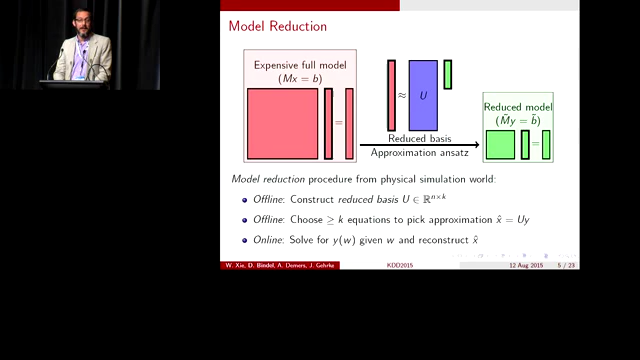 Model Reduction
Expensive full model
(Mx = b)
=
≈
U
Reduced basis
Approximation ansatz
Reduced model
(M̃y = b̃)
=
Model reduction procedure from physical simulation world:
Offline: Construct reduced basis U ∈ ℝⁿˣᵏ
Offline: Choose ≥ k equations to pick approximation x̂ = Uy
Online: Solve for y(w) given w and reconstruct x̂
W. Xie, D. Bindel, A. Demers, J. Gehrke
KDD2015
12 Aug 2015
5 / 23